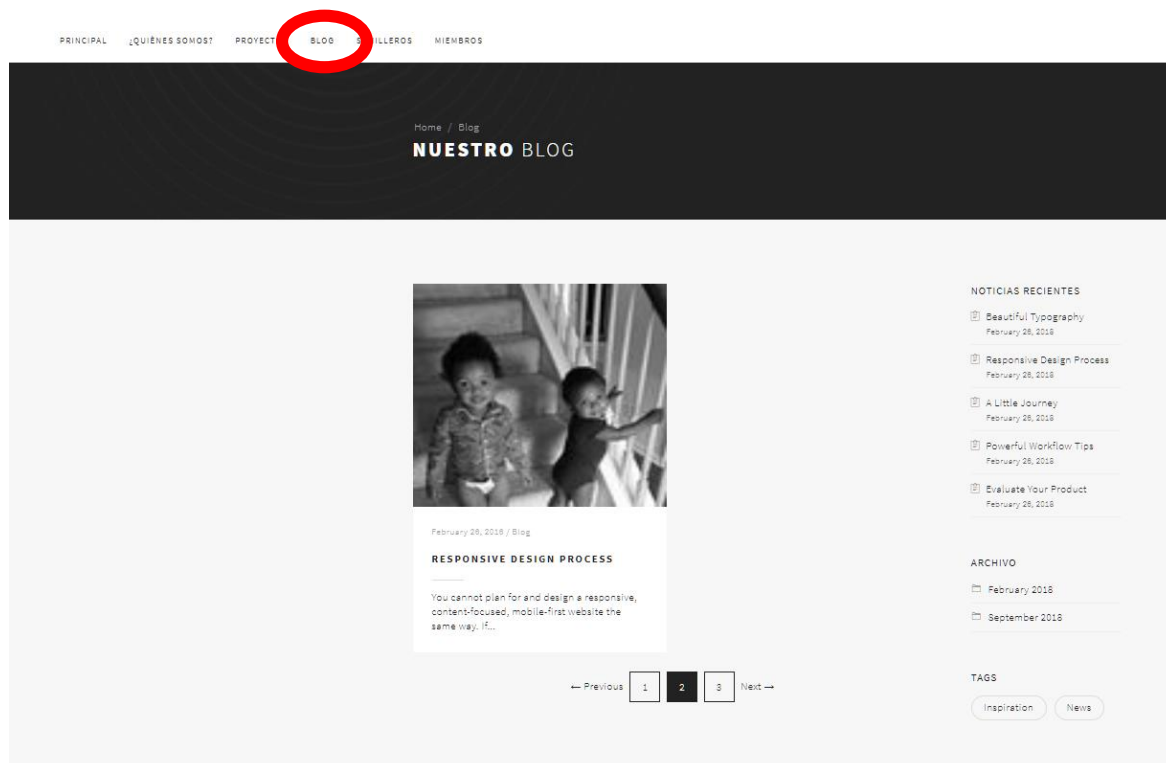 PRINCIPAL ¿QUIÉNES SOMOS? BLOG MIEMBROS
Home / Blog
NUESTRO BLOG
February 26, 2018 / Blog
RESPONSIVE DESIGN PROCESS
You cannot plan for and design a responsive,
content-focused, mobile-first website the
same way. If...
← Previous 1 2 3 Next →
NOTICIAS RECIENTES
Beautiful Typography
February 26, 2018
Responsive Design Process
February 26, 2018
A Little Journey
February 26, 2018
Powerful Workflow Tips
February 26, 2018
Evaluate Your Product
February 26, 2018
ARCHIVO
February 2018
September 2018
TAGS
Inspiration News